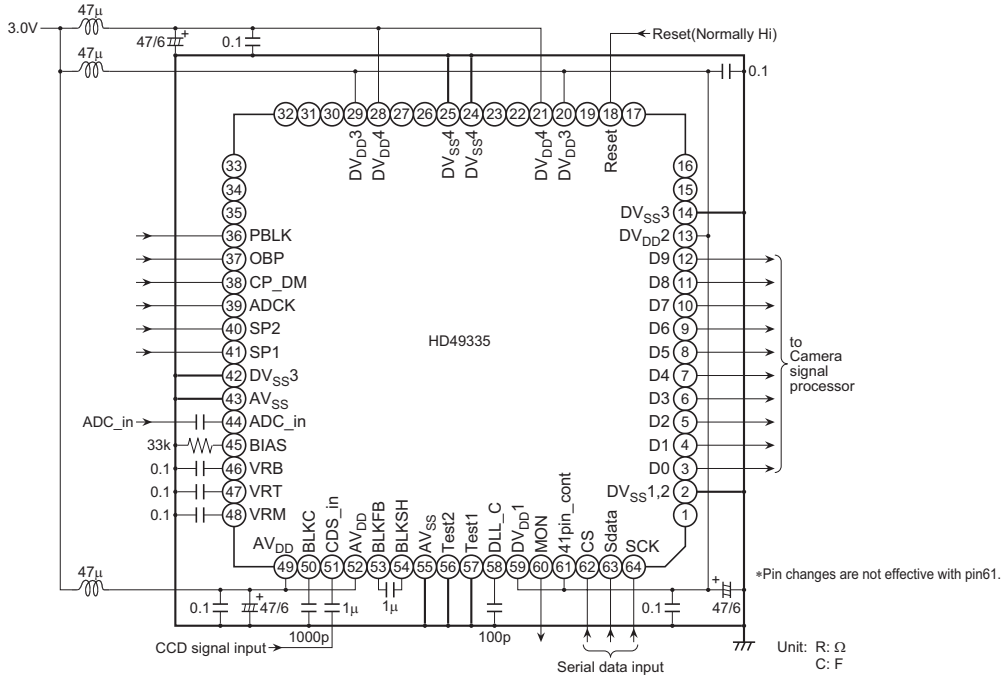 47μ
3.0V
47/6 +
0.1
Reset(Normally Hi)
47μ
0.1
32 31 30 29 28 27 26 25 24 23 22 21 20 19 18 17
DVDD3
DVDD4
DVSS4
DVSS4
DVDD4
DVDD3
Reset
33
34
35
36 PBLK
37 OBP
38 CP_DM
39 ADCK
40 SP2
41 SP1
42 DVSS3
43 AVSS
ADC_in 44 ADC_in
33k 45 BIAS
0.1 46 VRB
0.1 47 VRT
0.1 48 VRM
HD49335
16
15
DVSS3 14
DVDD2 13
D9 12
D8 11
D7 10
D6 9
D5 8
D4 7
D3 6
D2 5
D1 4
D0 3
DVSS1,2 2
1
to
Camera
signal
processor
AVDD
BLKC
CDS_in
AVDD
BLKFB
BLKSH
AVSS
Test2
Test1
DLL_C
DVDD1
MON
41pin_cont
CS
Sdata
SCK
49 50 51 52 53 54 55 56 57 58 59 60 61 62 63 64
47μ
0.1
+
47/6
1μ
1μ
0.1
+
47/6
1000p
100p
CCD signal input
Serial data input
*Pin changes are not effective with pin61.
Unit: R: Ω
C: F